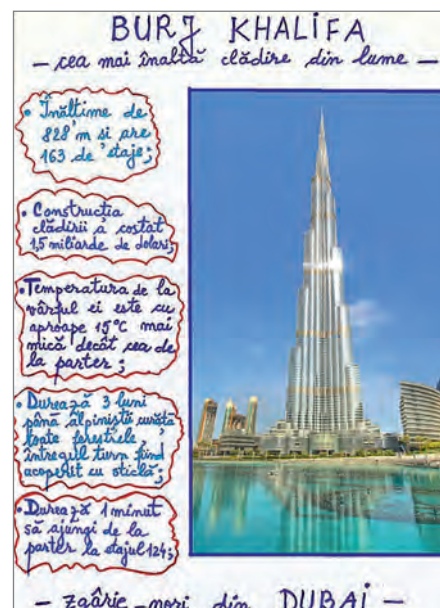 BURJ KHALIFA
— cea mai înaltă clădire din lume —
• Înălțime de
828 m si are
163 de etaje;
• Construcția
clădirii a costat
1,5 miliarde de dolari;
• Temperatura de la
vârful ei este cu
aproape 15°C mai
mică decât cea de
la parter;
• Durează 3 luni
până alpiniștii curăță
toate ferestrele,
întregul turn fiind
acoperit cu sticlă;
• Durează 1 minut
să ajungi de la
parter la etajul 124;
— zgârie-nori din DUBAI —